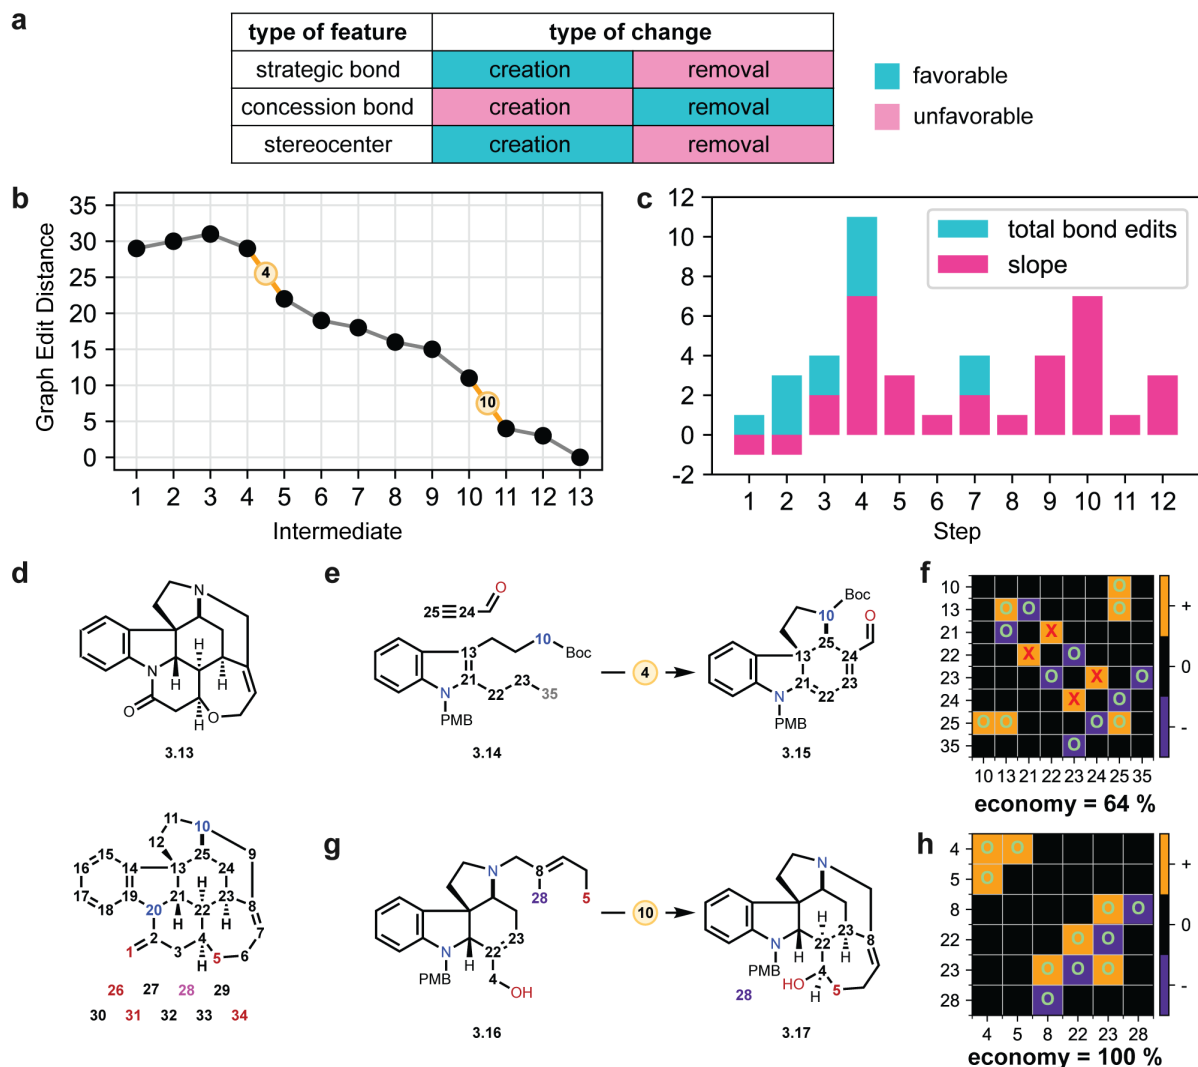 a
type of feature type of change
strategic bond creation removal
concession bond creation removal
stereocenter creation removal
favorable
unfavorable
b
Graph Edit Distance
35
30
25
20
15
10
5
0
4
10
1 2 3 4 5 6 7 8 9 10 11 12 13
Intermediate
c
12
10
8
6
4
2
0
-2
total bond edits
slope
1 2 3 4 5 6 7 8 9 10 11 12
Step
d
N
H
N
H
H
O
O
H
3.13
11
10
12
9
15
25
24
16
14
13
H
17
19
21
23
8
18
20
22
H
H
7
2
3
4
1
5
6
H
26 27 28 29
30 31 32 33 34
e
O
25 24
10
Boc
13
21
23
22
35
N
PMB
3.14
4
Boc
10
O
25
13
24
21
23
22
N
PMB
3.15
f
10
13
21
22
23
24
25
35
O
O O O
O X
X O
O X O
X O
O O O O
O
10 13 21 22 23 24 25 35
+
0
-
economy = 64 %
g
N
8
28
5
23
22
N
H
PMB
4
OH
3.16
10
N
H
23
8
22
H
N
H
PMB
4
HO
5
28
H
3.17
h
4
5
8
22
23
28
O O
O
O O
O O
O O O
O
4 5 8 22 23 28
+
0
-
economy = 100 %